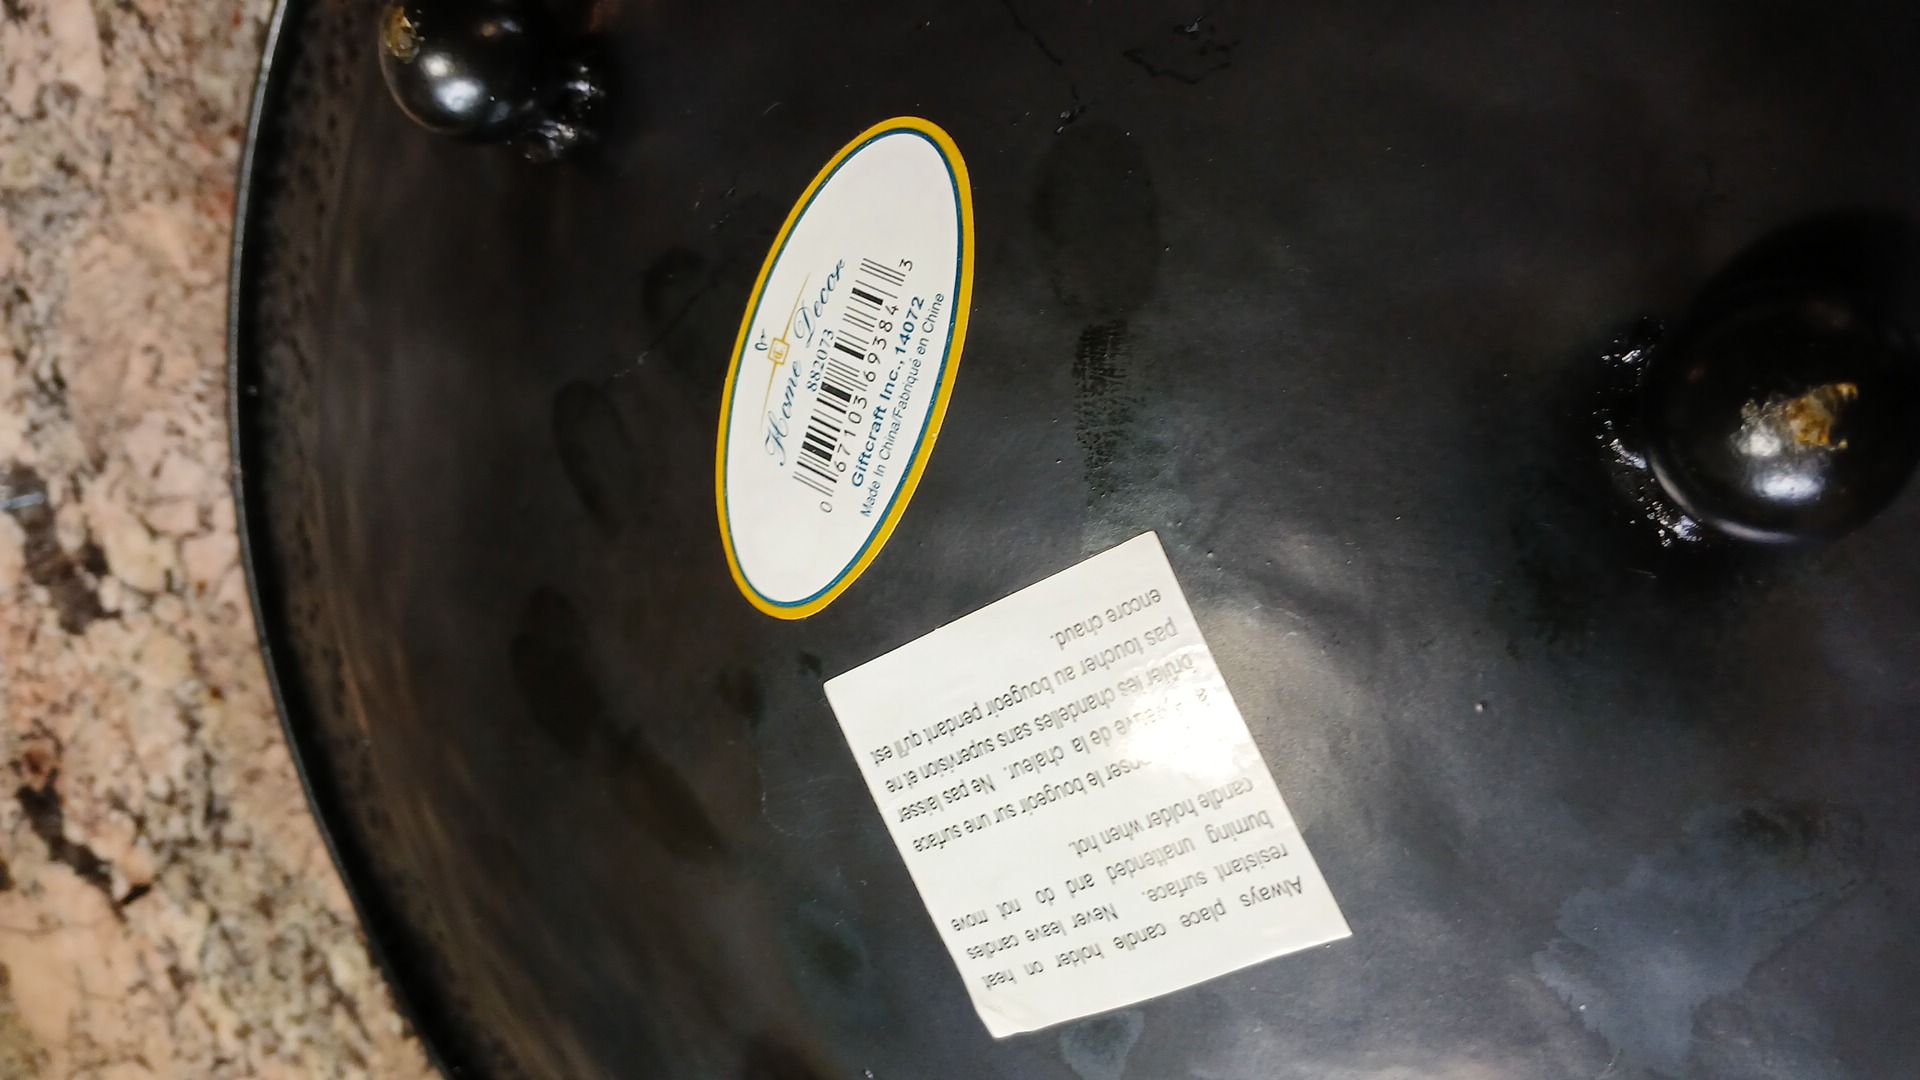 Home Decor
882073
0 67103 69384 3
Giftcraft Inc., 14072
Made In China/Fabriqué en Chine
Always place candle holder on heat
resistant surface. Never leave candles
burning unattended and do not move
candle holder when hot.
le bougeoir sur une surface
de la chaleur. Ne pas laisser
brûler les chandelles sans supervision et ne
pas toucher au bougeoir pendant qu'il est
encore chaud.